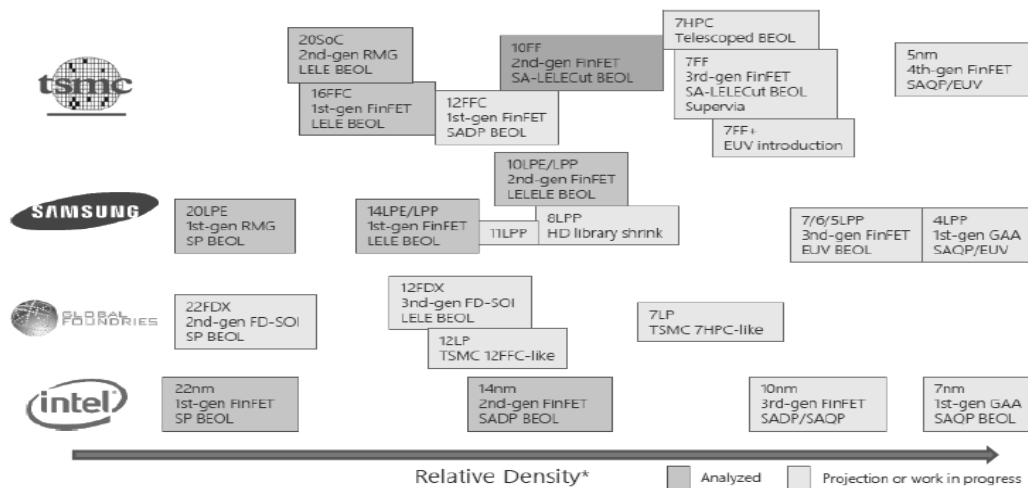 tsmc
20SoC
2nd-gen RMG
LELE BEOL
16FFC
1st-gen FinFET
LELE BEOL
12FFC
1st-gen FinFET
SADP BEOL
10FF
2nd-gen FinFET
SA-LELECut BEOL
7HPC
Telescoped BEOL
7FF
3rd-gen FinFET
SA-LELECut BEOL
Supervia
7FF+
EUV introduction
5nm
4th-gen FinFET
SAQP/EUV
SAMSUNG
20LPE
1st-gen RMG
SP BEOL
14LPE/LPP
1st-gen FinFET
LELE BEOL
10LPE/LPP
2nd-gen FinFET
LELELE BEOL
11LPP
8LPP
HD library shrink
7/6/5LPP
3nd-gen FinFET
EUV BEOL
4LPP
1st-gen GAA
SAQP/EUV
GLOBAL
FOUNDRIES
22FDX
2nd-gen FD-SOI
SP BEOL
12FDX
3nd-gen FD-SOI
LELE BEOL
12LP
TSMC 12FFC-like
7LP
TSMC 7HPC-like
intel
22nm
1st-gen FinFET
SP BEOL
14nm
2nd-gen FinFET
SADP BEOL
10nm
3rd-gen FinFET
SADP/SAQP
7nm
1st-gen GAA
SAQP BEOL
Relative Density*
Analyzed
Projection or work in progress